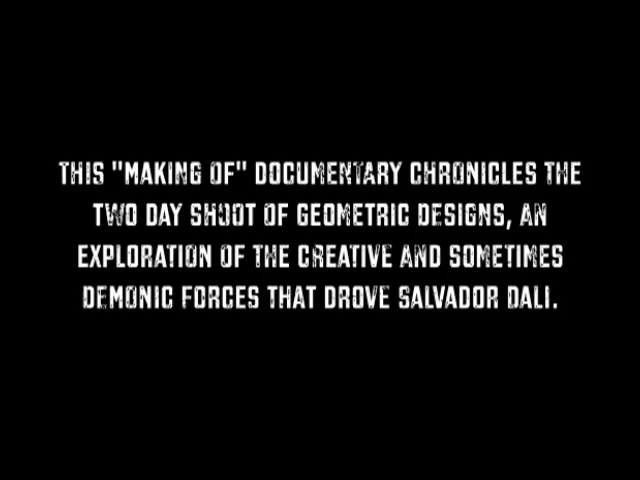 THIS "MAKING OF" DOCUMENTARY CHRONICLES THE
TWO DAY SHOOT OF GEOMETRIC DESIGNS, AN
EXPLORATION OF THE CREATIVE AND SOMETIMES
DEMONIC FORCES THAT DROVE SALVADOR DALI.